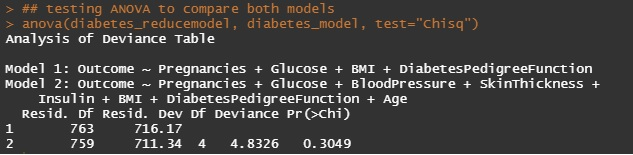 > ## testing ANOVA to compare both models
> anova(diabetes_reducemodel, diabetes_model, test="Chisq")
Analysis of Deviance Table
Model 1: Outcome ~ Pregnancies + Glucose + BMI + DiabetesPedigreeFunction
Model 2: Outcome ~ Pregnancies + Glucose + BloodPressure + SkinThickness +
    Insulin + BMI + DiabetesPedigreeFunction + Age
  Resid. Df Resid. Dev Df Deviance Pr(>Chi)
1       763     716.17
2       759     711.34  4   4.8326   0.3049